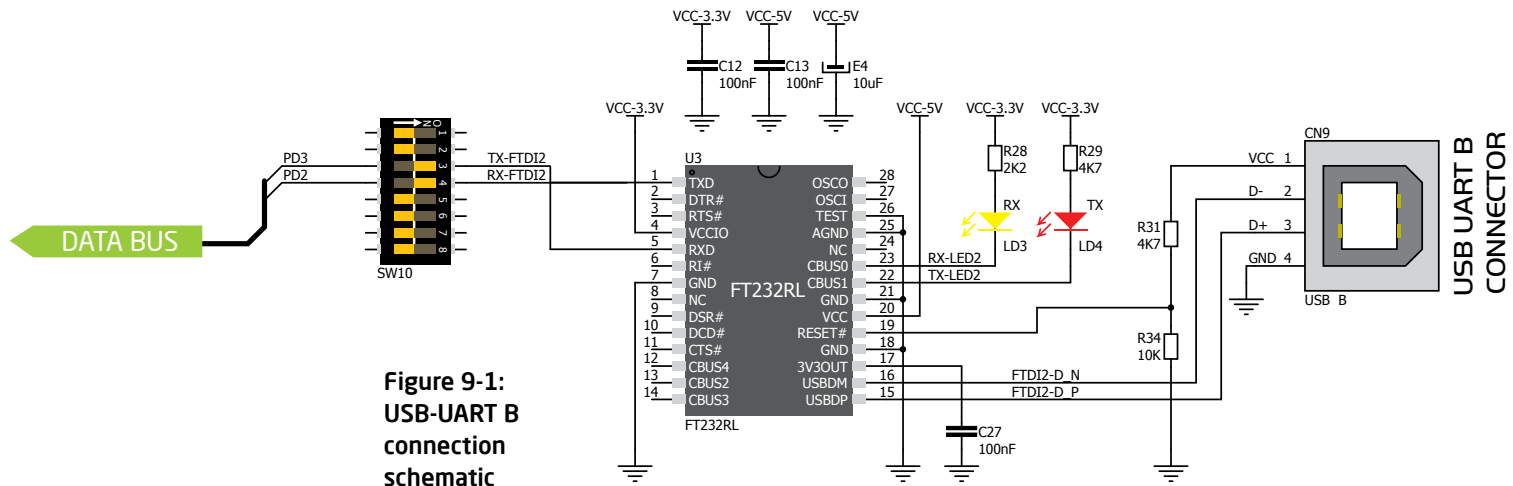 VCC-3.3V VCC-5V VCC-5V
C12 100nF
C13 100nF
E4 10uF
VCC-3.3V
VCC-5V
VCC-3.3V
VCC-3.3V
DATA BUS
PD3
PD2
ON
1
2
3
4
5
6
7
8
SW10
TX-FTDI2
RX-FTDI2
U3
1 TXD
2 DTR#
3 RTS#
4 VCCIO
5 RXD
6 RI#
7 GND
8 NC
9 DSR#
10 DCD#
11 CTS#
12 CBUS4
13 CBUS2
14 CBUS3
FT232RL
OSCO 28
OSCI 27
TEST 26
AGND 25
NC 24
CBUS0 23
CBUS1 22
GND 21
VCC 20
RESET# 19
GND 18
3V3OUT 17
USBDM 16
USBDP 15
FT232RL
R28
2K2
R29
4K7
RX
LD3
TX
LD4
RX-LED2
TX-LED2
FTDI2-D_N
FTDI2-D_P
C27
100nF
R31
4K7
R34
10K
CN9
VCC 1
D- 2
D+ 3
GND 4
USB B
USB UART B
CONNECTOR
Figure 9-1:
USB-UART B
connection
schematic